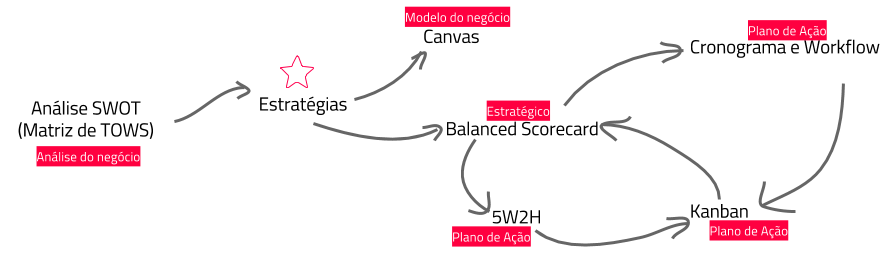 Modelo do negócio
Canvas
Plano de Ação
Cronograma e Workflow
Estratégias
Análise SWOT
(Matriz de TOWS)
Análise do negócio
Estratégico
Balanced Scorecard
5W2H
Plano de Ação
Kanban
Plano de Ação